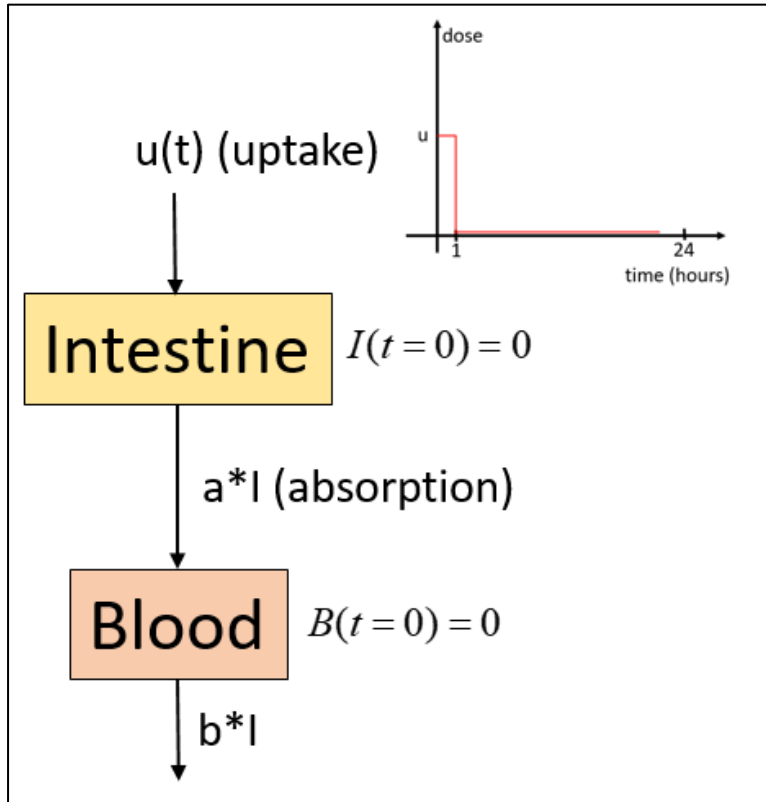 dose
u(t) (uptake)
u
1
24
time (hours)
Intestine
I(t = 0) = 0
a*I (absorption)
Blood
B(t = 0) = 0
b*I